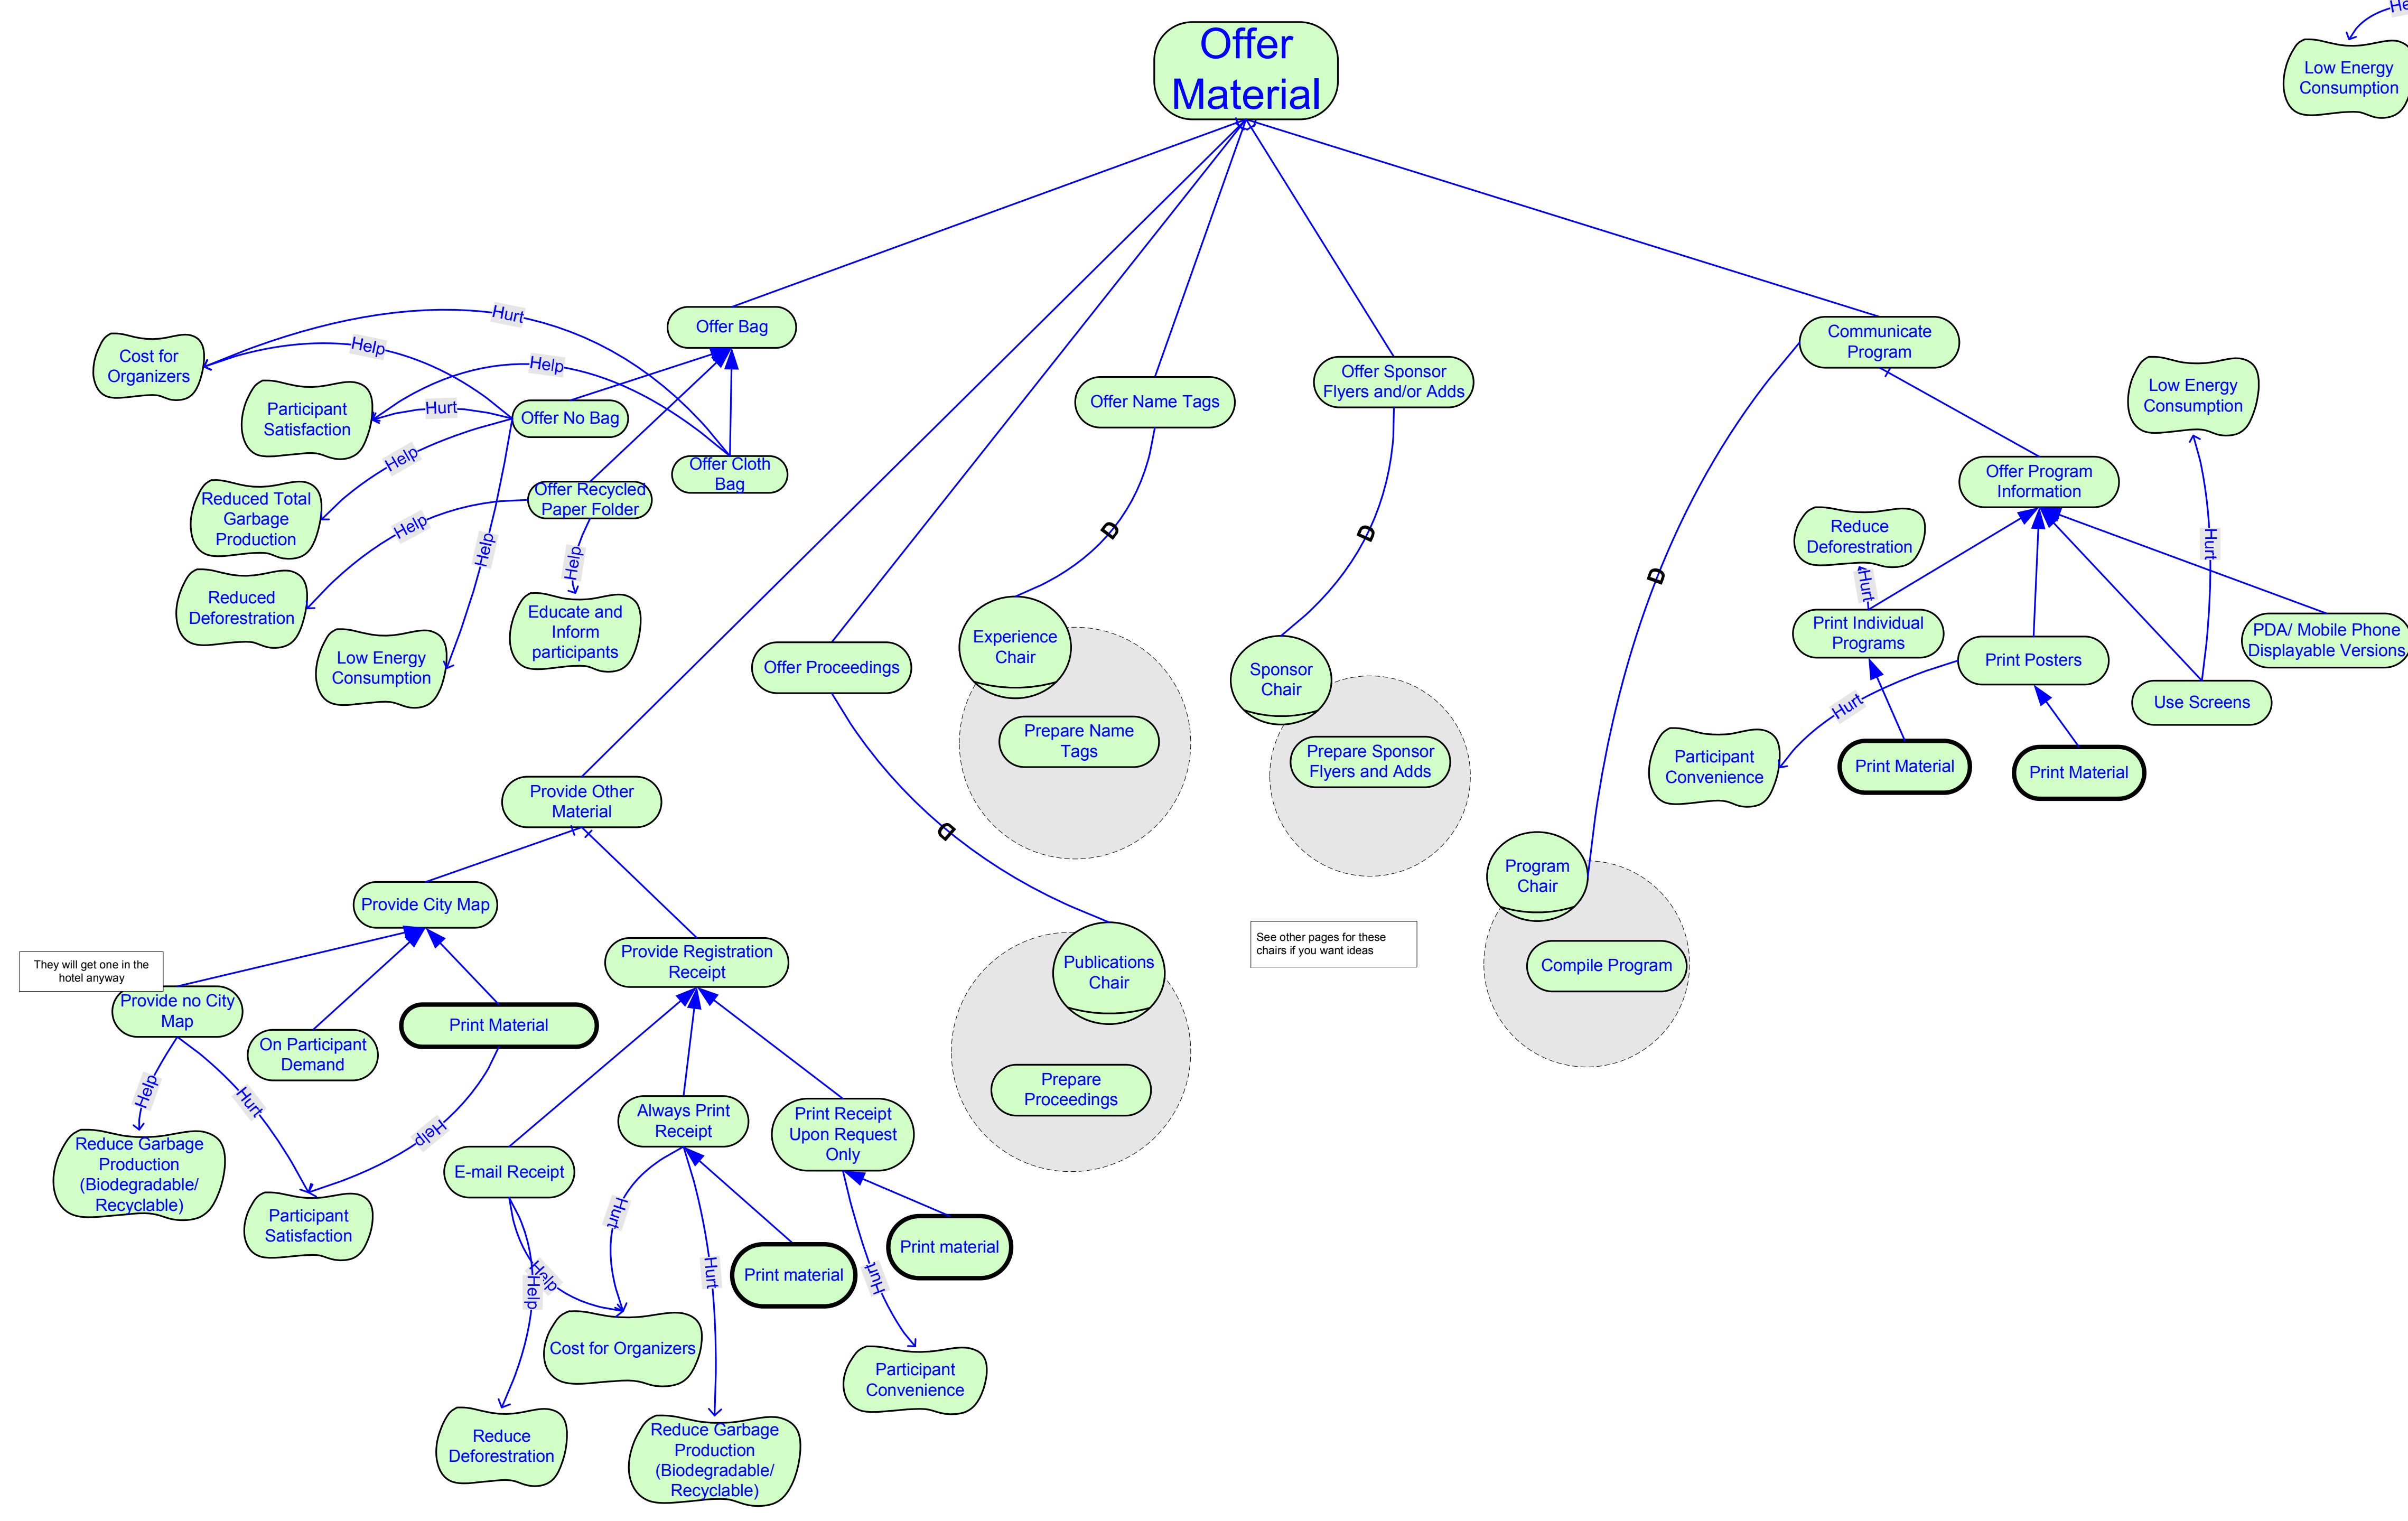 Offer
Material
He
Low Energy
Consumption
Offer Bag
Hurt
Help
Help
Cost for
Organizers
Participant
Satisfaction
Hurt
Offer No Bag
Help
Offer Cloth
Bag
Reduced Total
Garbage
Production
Offer Recycled
Paper Folder
Help
Help
Help
Reduced
Deforestration
Low Energy
Consumption
Educate and
Inform
participants
Offer Name Tags
Offer Sponsor
Flyers and/or Adds
Communicate
Program
Low Energy
Consumption
Offer Program
Information
Reduce
Deforestration
Hurt
Hurt
D
D
D
Print Individual
Programs
Print Posters
PDA/ Mobile Phone
Displayable Versions
Use Screens
Hurt
Participant
Convenience
Print Material
Print Material
Offer Proceedings
Experience
Chair
Prepare Name
Tags
Sponsor
Chair
Prepare Sponsor
Flyers and Adds
D
Program
Chair
Compile Program
See other pages for these
chairs if you want ideas
Publications
Chair
Prepare
Proceedings
Provide Other
Material
Provide City Map
Provide Registration
Receipt
They will get one in the
hotel anyway
Provide no City
Map
On Participant
Demand
Print Material
Help
Hurt
Help
Reduce Garbage
Production
(Biodegradable/
Recyclable)
Participant
Satisfaction
E-mail Receipt
Always Print
Receipt
Print Receipt
Upon Request
Only
Hurt
Help
Help
Hurt
Hurt
Print material
Print material
Cost for Organizers
Participant
Convenience
Reduce
Deforestration
Reduce Garbage
Production
(Biodegradable/
Recyclable)